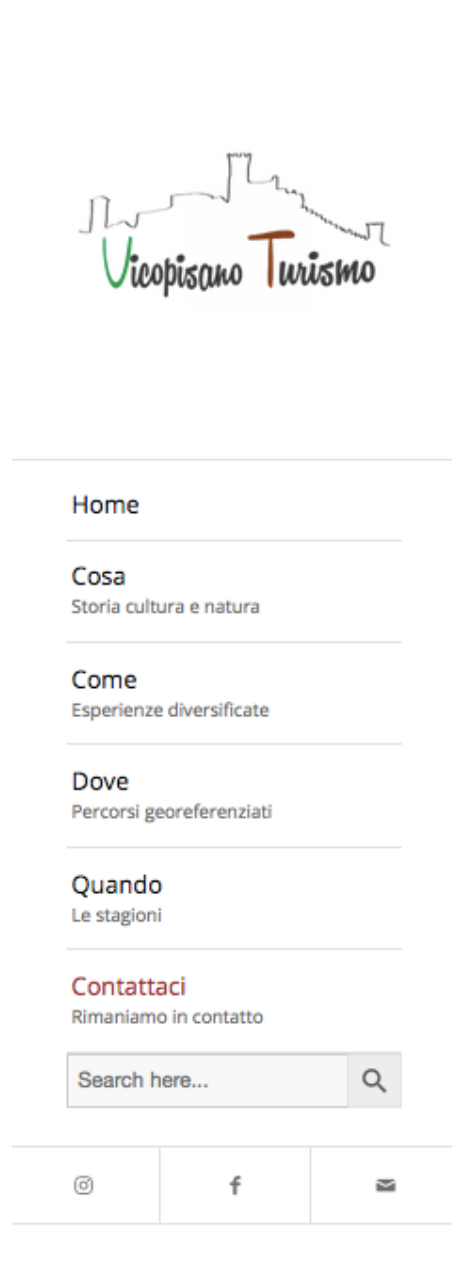 Vicopisano Turismo
Home
Cosa
Storia cultura e natura
Come
Esperienze diversificate
Dove
Percorsi georeferenziati
Quando
Le stagioni
Contattaci
Rimaniamo in contatto
Search here...